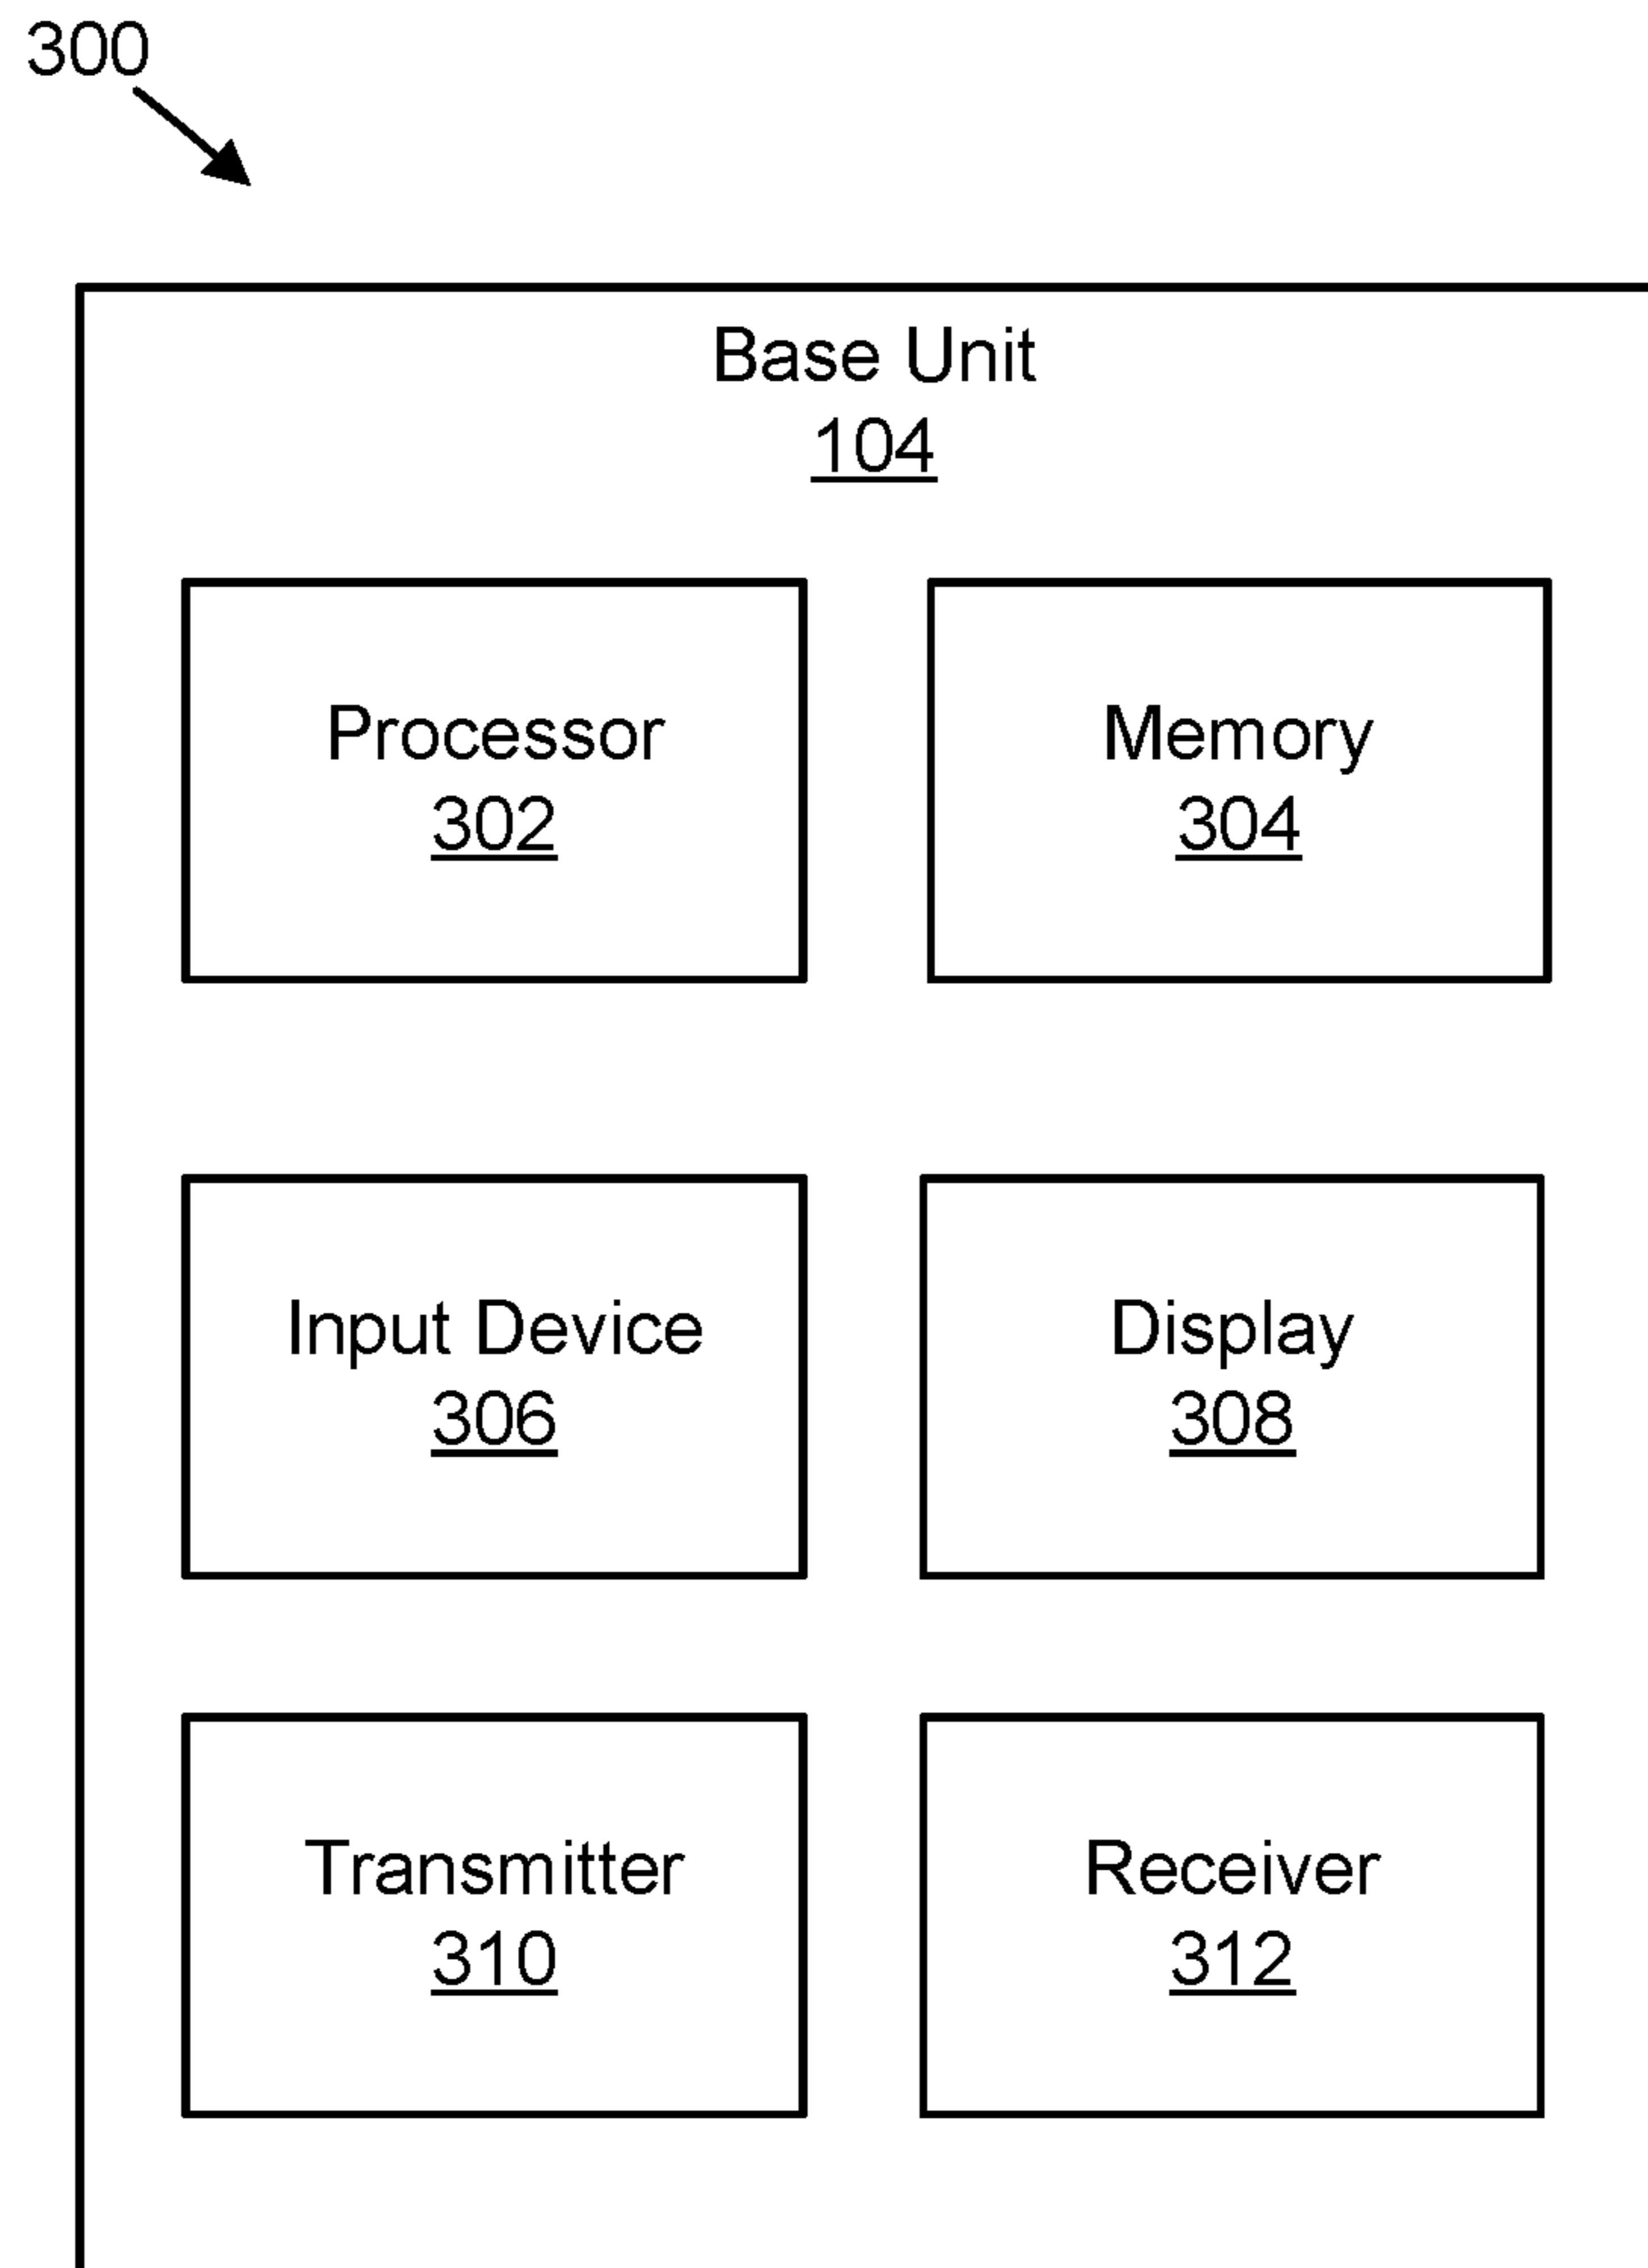 300
Base Unit
104
Processor
302
Memory
304
Input Device
306
Display
308
Transmitter
310
Receiver
312